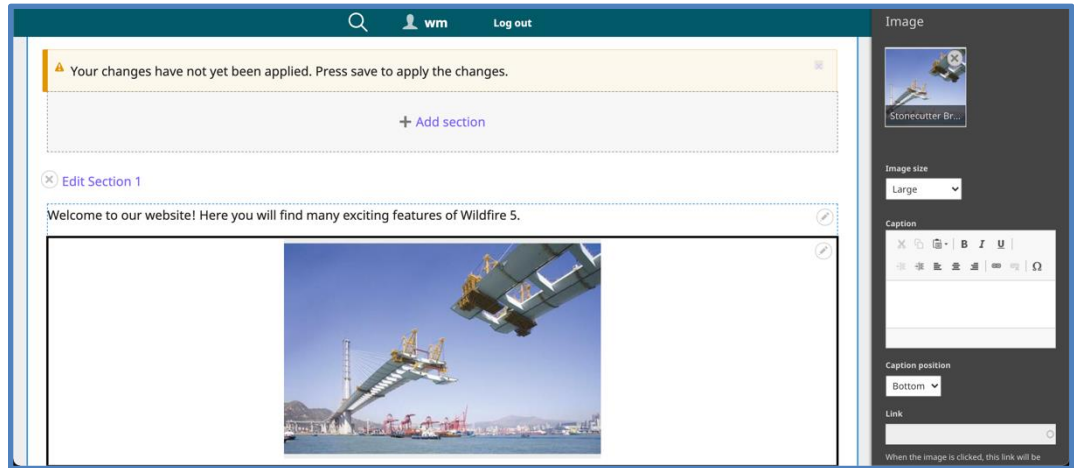 wm Log out
Your changes have not yet been applied. Press save to apply the changes.
+ Add section
Edit Section 1
Welcome to our website! Here you will find many exciting features of Wildfire 5.
Image
Stonecutter Br...
Image size
Large
Caption
B I U
Ω
Caption position
Bottom
Link
When the image is clicked, this link will be